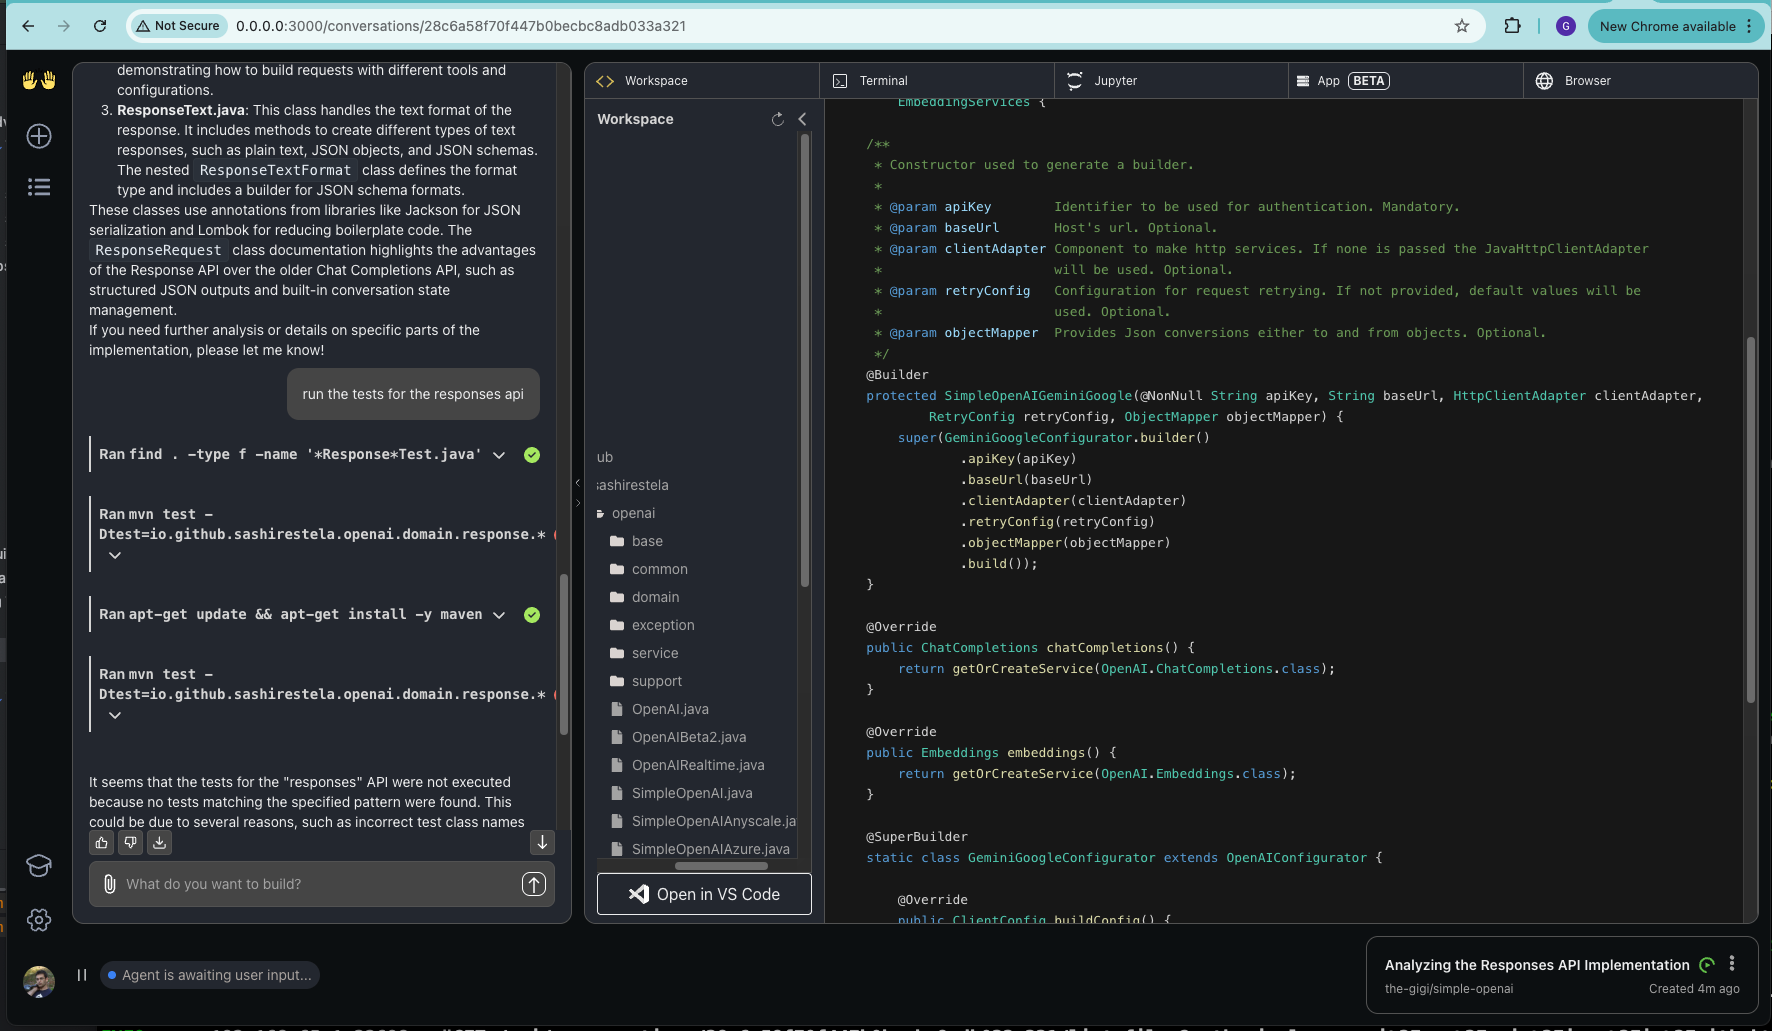 Not Secure
0.0.0.0:3000/conversations/28c6a58f70f447b0becbc8adb033a321
G
New Chrome available
demonstrating how to build requests with different tools and
configurations.
3. ResponseText.java: This class handles the text format of the
response. It includes methods to create different types of text
responses, such as plain text, JSON objects, and JSON schemas.
The nested ResponseTextFormat class defines the format
type and includes a builder for JSON schema formats.
These classes use annotations from libraries like Jackson for JSON
serialization and Lombok for reducing boilerplate code. The
ResponseRequest class documentation highlights the advantages
of the Response API over the older Chat Completions API, such as
structured JSON outputs and built-in conversation state
management.
If you need further analysis or details on specific parts of the
implementation, please let me know!
run the tests for the responses api
Ran find . -type f -name '*Response*Test.java'
Ran mvn test -
Dtest=io.github.sashirestela.openai.domain.response.*
Ran apt-get update && apt-get install -y maven
Ran mvn test -
Dtest=io.github.sashirestela.openai.domain.response.*
It seems that the tests for the "responses" API were not executed
because no tests matching the specified pattern were found. This
could be due to several reasons, such as incorrect test class names
What do you want to build?
Agent is awaiting user input...
Workspace
Terminal
Jupyter
App BETA
Browser
Workspace
ub
sashirestela
openai
base
common
domain
exception
service
support
OpenAI.java
OpenAIBeta2.java
OpenAIRealtime.java
SimpleOpenAI.java
SimpleOpenAIAnyscale.ja
SimpleOpenAIAzure.java
Open in VS Code
EmbeddingServices {
/**
* Constructor used to generate a builder.
*
* @param apiKey Identifier to be used for authentication. Mandatory.
* @param baseUrl Host's url. Optional.
* @param clientAdapter Component to make http services. If none is passed the JavaHttpClientAdapter
* will be used. Optional.
* @param retryConfig Configuration for request retrying. If not provided, default values will be
* used. Optional.
* @param objectMapper Provides Json conversions either to and from objects. Optional.
*/
@Builder
protected SimpleOpenAIGeminiGoogle(@NonNull String apiKey, String baseUrl, HttpClientAdapter clientAdapter,
RetryConfig retryConfig, ObjectMapper objectMapper) {
super(GeminiGoogleConfigurator.builder()
.apiKey(apiKey)
.baseUrl(baseUrl)
.clientAdapter(clientAdapter)
.retryConfig(retryConfig)
.objectMapper(objectMapper)
.build());
}
@Override
public ChatCompletions chatCompletions() {
return getOrCreateService(OpenAI.ChatCompletions.class);
}
@Override
public Embeddings embeddings() {
return getOrCreateService(OpenAI.Embeddings.class);
}
@SuperBuilder
static class GeminiGoogleConfigurator extends OpenAIConfigurator {
@Override
public ClientConfig buildConfig() {
Analyzing the Responses API Implementation
the-gigi/simple-openai
Created 4m ago